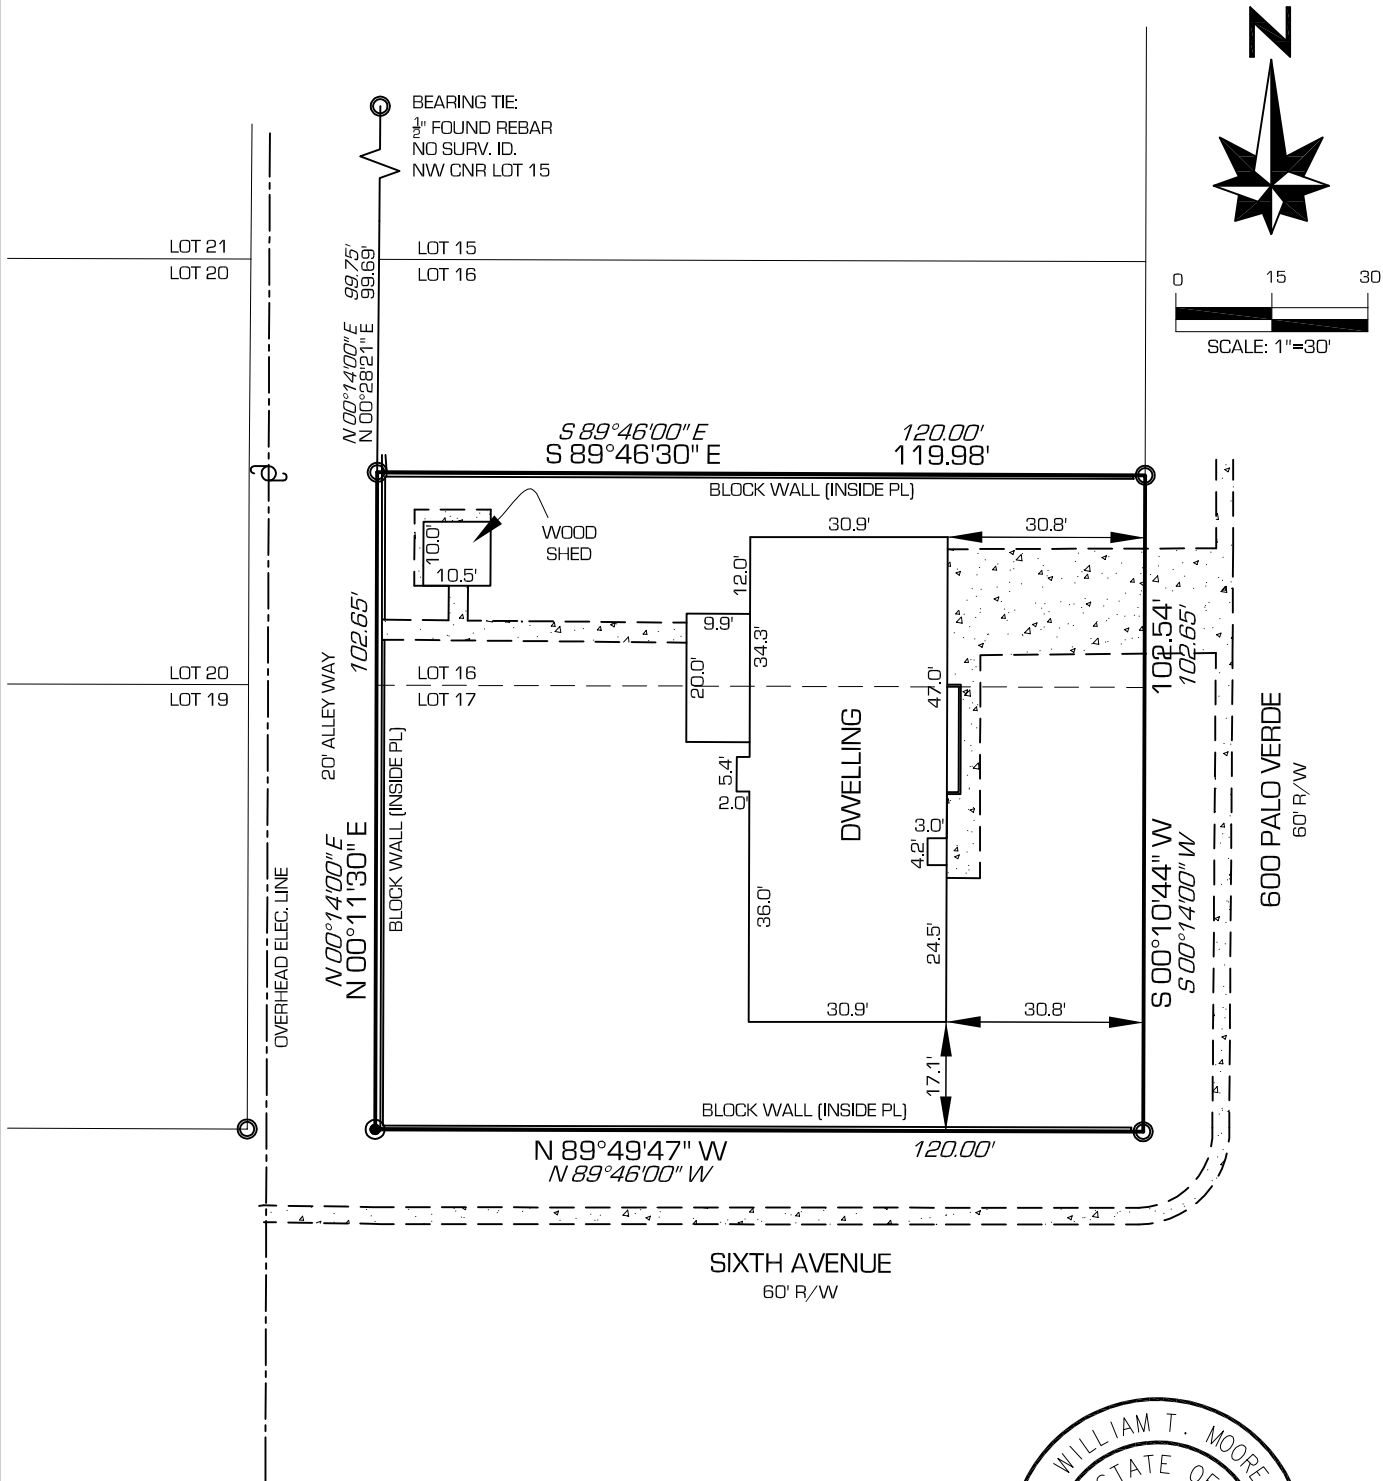 N
BEARING TIE:
1/2" FOUND REBAR
NO SURV. ID.
NW CNR LOT 15
LOT 21
LOT 20
LOT 15
LOT 16
99.75'
99.69'
N 00°14'00" E
N 00°28'21" E
0 15 30
SCALE: 1"=30'
S 89°46'00" E 120.00'
S 89°46'30" E 119.98'
BLOCK WALL (INSIDE PL)
WOOD
SHED
10.0'
10.5'
30.9'
30.8'
12.0'
9.9'
34.3'
20.0'
47.0'
102.65'
102.54'
102.65'
LOT 20
LOT 19
LOT 16
LOT 17
20' ALLEY WAY
BLOCK WALL (INSIDE PL)
DWELLING
5.4'
2.0'
3.0'
4.2'
36.0'
24.5'
600 PALO VERDE
60' R/W
N 00°14'00" E
N 00°11'30" E
S 00°10'44" W
S 00°14'00" W
OVERHEAD ELEC. LINE
30.9'
30.8'
17.1'
BLOCK WALL (INSIDE PL)
N 89°49'47" W 120.00'
N 89°46'00" W
SIXTH AVENUE
60' R/W
WILLIAM T. MOORE
STATE OF